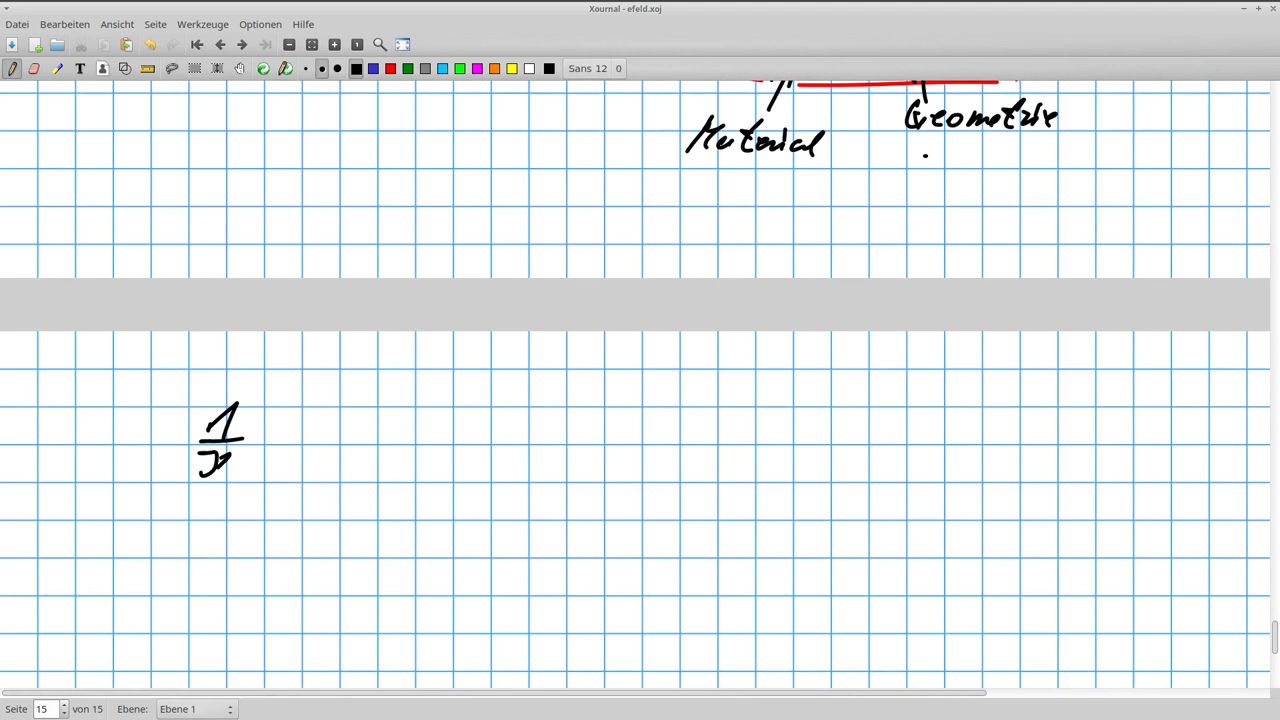 Xournal - efeld.xoj
Datei Bearbeiten Ansicht Seite Werkzeuge Optionen Hilfe
Sans 12 0
Material
Geometrie
1
Seite 15 von 15 Ebene: Ebene 1